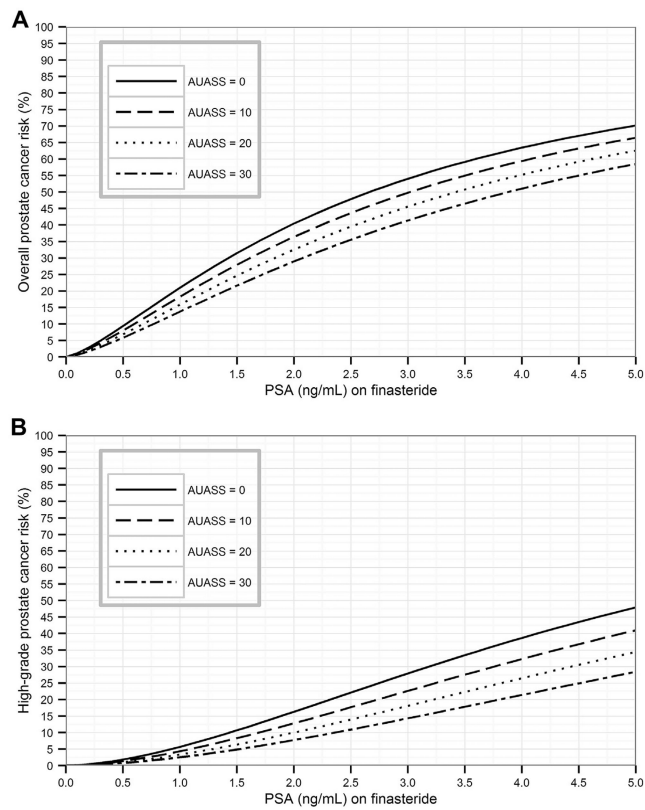 A
Overall prostate cancer risk (%)
100
95
90
85
80
75
70
65
60
55
50
45
40
35
30
25
20
15
10
5
0
AUASS = 0
AUASS = 10
AUASS = 20
AUASS = 30
0.0 0.5 1.0 1.5 2.0 2.5 3.0 3.5 4.0 4.5 5.0
PSA (ng/mL) on finasteride
B
High-grade prostate cancer risk (%)
100
95
90
85
80
75
70
65
60
55
50
45
40
35
30
25
20
15
10
5
0
AUASS = 0
AUASS = 10
AUASS = 20
AUASS = 30
0.0 0.5 1.0 1.5 2.0 2.5 3.0 3.5 4.0 4.5 5.0
PSA (ng/mL) on finasteride